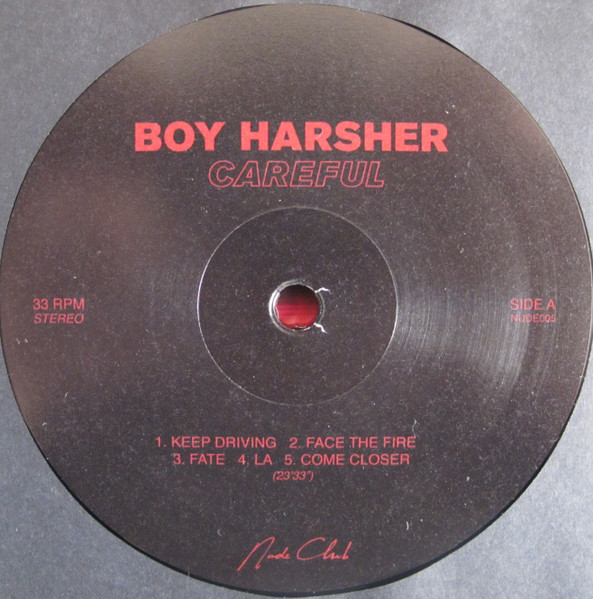 BOY HARSHER
CAREFUL
33 RPM
STEREO
SIDE A
NUDE005
1. KEEP DRIVING 2. FACE THE FIRE
3. FATE 4. LA 5. COME CLOSER
(23'33")
Nude Club